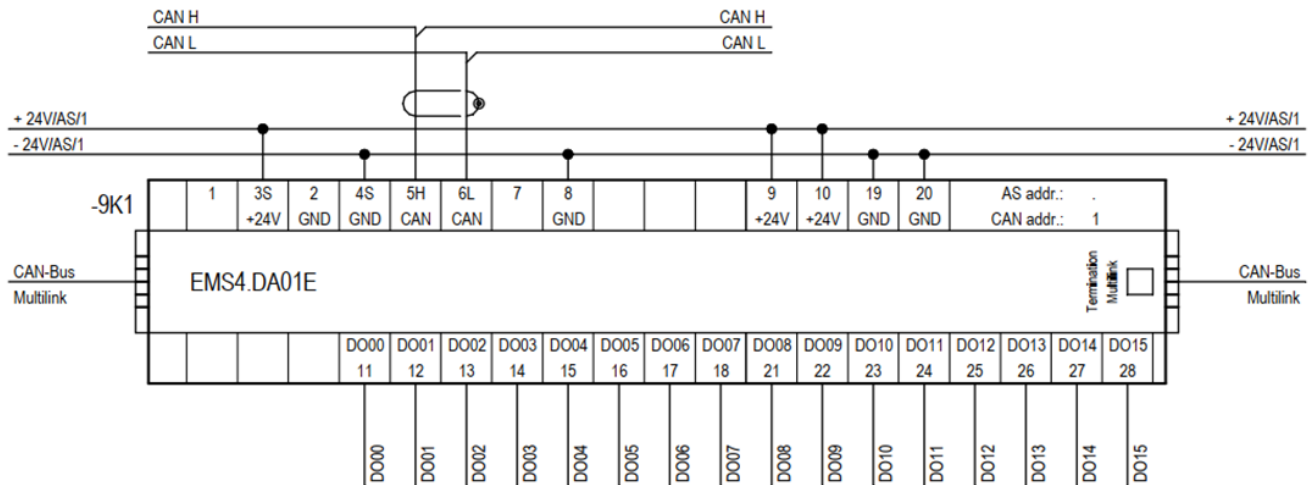 CAN H CAN H
CAN L CAN L
+ 24V/AS/1 + 24V/AS/1
- 24V/AS/1 - 24V/AS/1
-9K1 1 3S 2 4S 5H 6L 7 8 9 10 19 20 AS addr.: .
+24V GND GND CAN CAN GND +24V +24V GND GND CAN addr.: 1
CAN-Bus EMS4.DA01E Termination CAN-Bus
Multilink Multilink Multilink
DO00 DO01 DO02 DO03 DO04 DO05 DO06 DO07 DO08 DO09 DO10 DO11 DO12 DO13 DO14 DO15
11 12 13 14 15 16 17 18 21 22 23 24 25 26 27 28
DO00 DO01 DO02 DO03 DO04 DO05 DO06 DO07 DO08 DO09 DO10 DO11 DO12 DO13 DO14 DO15